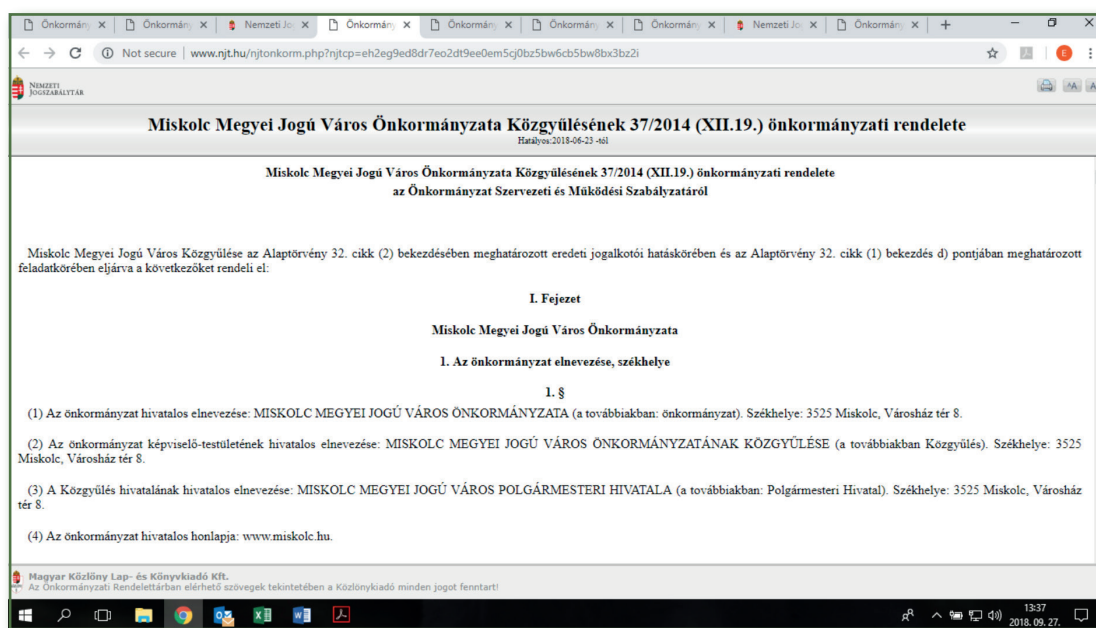 Önkormány
Önkormány
Nemzeti Jo
Önkormány
Önkormány
Önkormány
Önkormány
Nemzeti Jo
Önkormány
Not secure | www.njt.hu/njtonkorm.php?njtcp=eh2eg9ed8dr7eo2dt9ee0em5cj0bz5bw6cb5bw8bx3bz2i
E
NEMZETI
JOGSZABÁLYTÁR
AA A
Miskolc Megyei Jogú Város Önkormányzata Közgyűlésének 37/2014 (XII.19.) önkormányzati rendelete
Hatályos:2018-06-23 -tól
Miskolc Megyei Jogú Város Önkormányzata Közgyűlésének 37/2014 (XII.19.) önkormányzati rendelete
az Önkormányzat Szervezeti és Működési Szabályzatáról
Miskolc Megyei Jogú Város Közgyűlése az Alaptörvény 32. cikk (2) bekezdésében meghatározott eredeti jogalkotói hatáskörében és az Alaptörvény 32. cikk (1) bekezdés d) pontjában meghatározott
feladatkörében eljárva a következőket rendeli el:
I. Fejezet
Miskolc Megyei Jogú Város Önkormányzata
1. Az önkormányzat elnevezése, székhelye
1. §
(1) Az önkormányzat hivatalos elnevezése: MISKOLC MEGYEI JOGÚ VÁROS ÖNKORMÁNYZATA (a továbbiakban: önkormányzat). Székhelye: 3525 Miskolc, Városház tér 8.
(2) Az önkormányzat képviselő-testületének hivatalos elnevezése: MISKOLC MEGYEI JOGÚ VÁROS ÖNKORMÁNYZATÁNAK KÖZGYŰLÉSE (a továbbiakban Közgyűlés). Székhelye: 3525
Miskolc, Városház tér 8.
(3) A Közgyűlés hivatalának hivatalos elnevezése: MISKOLC MEGYEI JOGÚ VÁROS POLGÁRMESTERI HIVATALA (a továbbiakban: Polgármesteri Hivatal). Székhelye: 3525 Miskolc, Városház
tér 8.
(4) Az önkormányzat hivatalos honlapja: www.miskolc.hu.
Magyar Közlöny Lap- és Könyvkiadó Kft.
Az Önkormányzati Rendelettárban elérhető szövegek tekintetében a Közlönykiadó minden jogot fenntart!
13:37
2018. 09. 27.